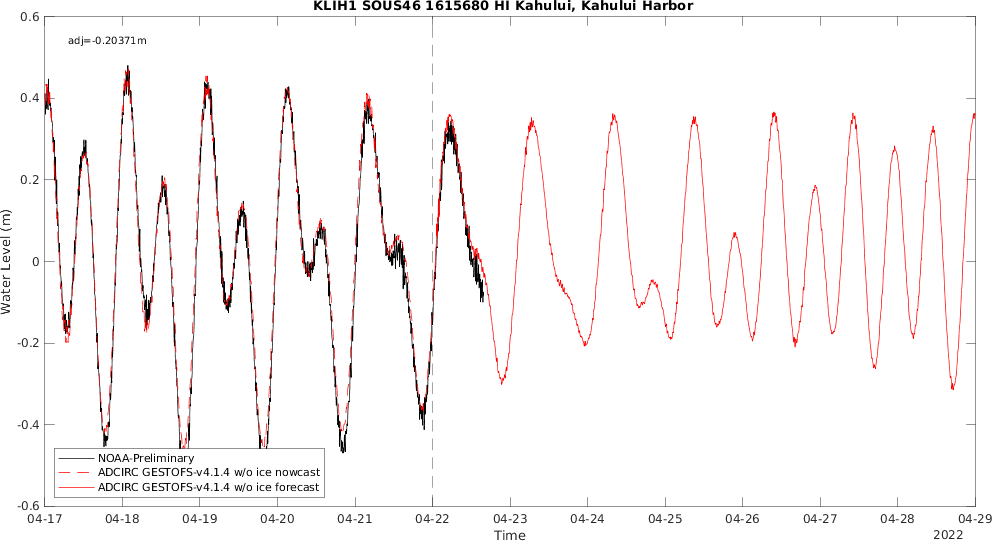 KLIH1 SOUS46 1615680 HI Kahului, Kahului Harbor
adj=-0.20371m
0.6
0.4
0.2
0
-0.2
-0.4
-0.6
Water Level (m)
NOAA-Preliminary
ADCIRC GESTOFS-v4.1.4 w/o ice nowcast
ADCIRC GESTOFS-v4.1.4 w/o ice forecast
04-17 04-18 04-19 04-20 04-21 04-22 04-23 04-24 04-25 04-26 04-27 04-28 04-29
Time
2022